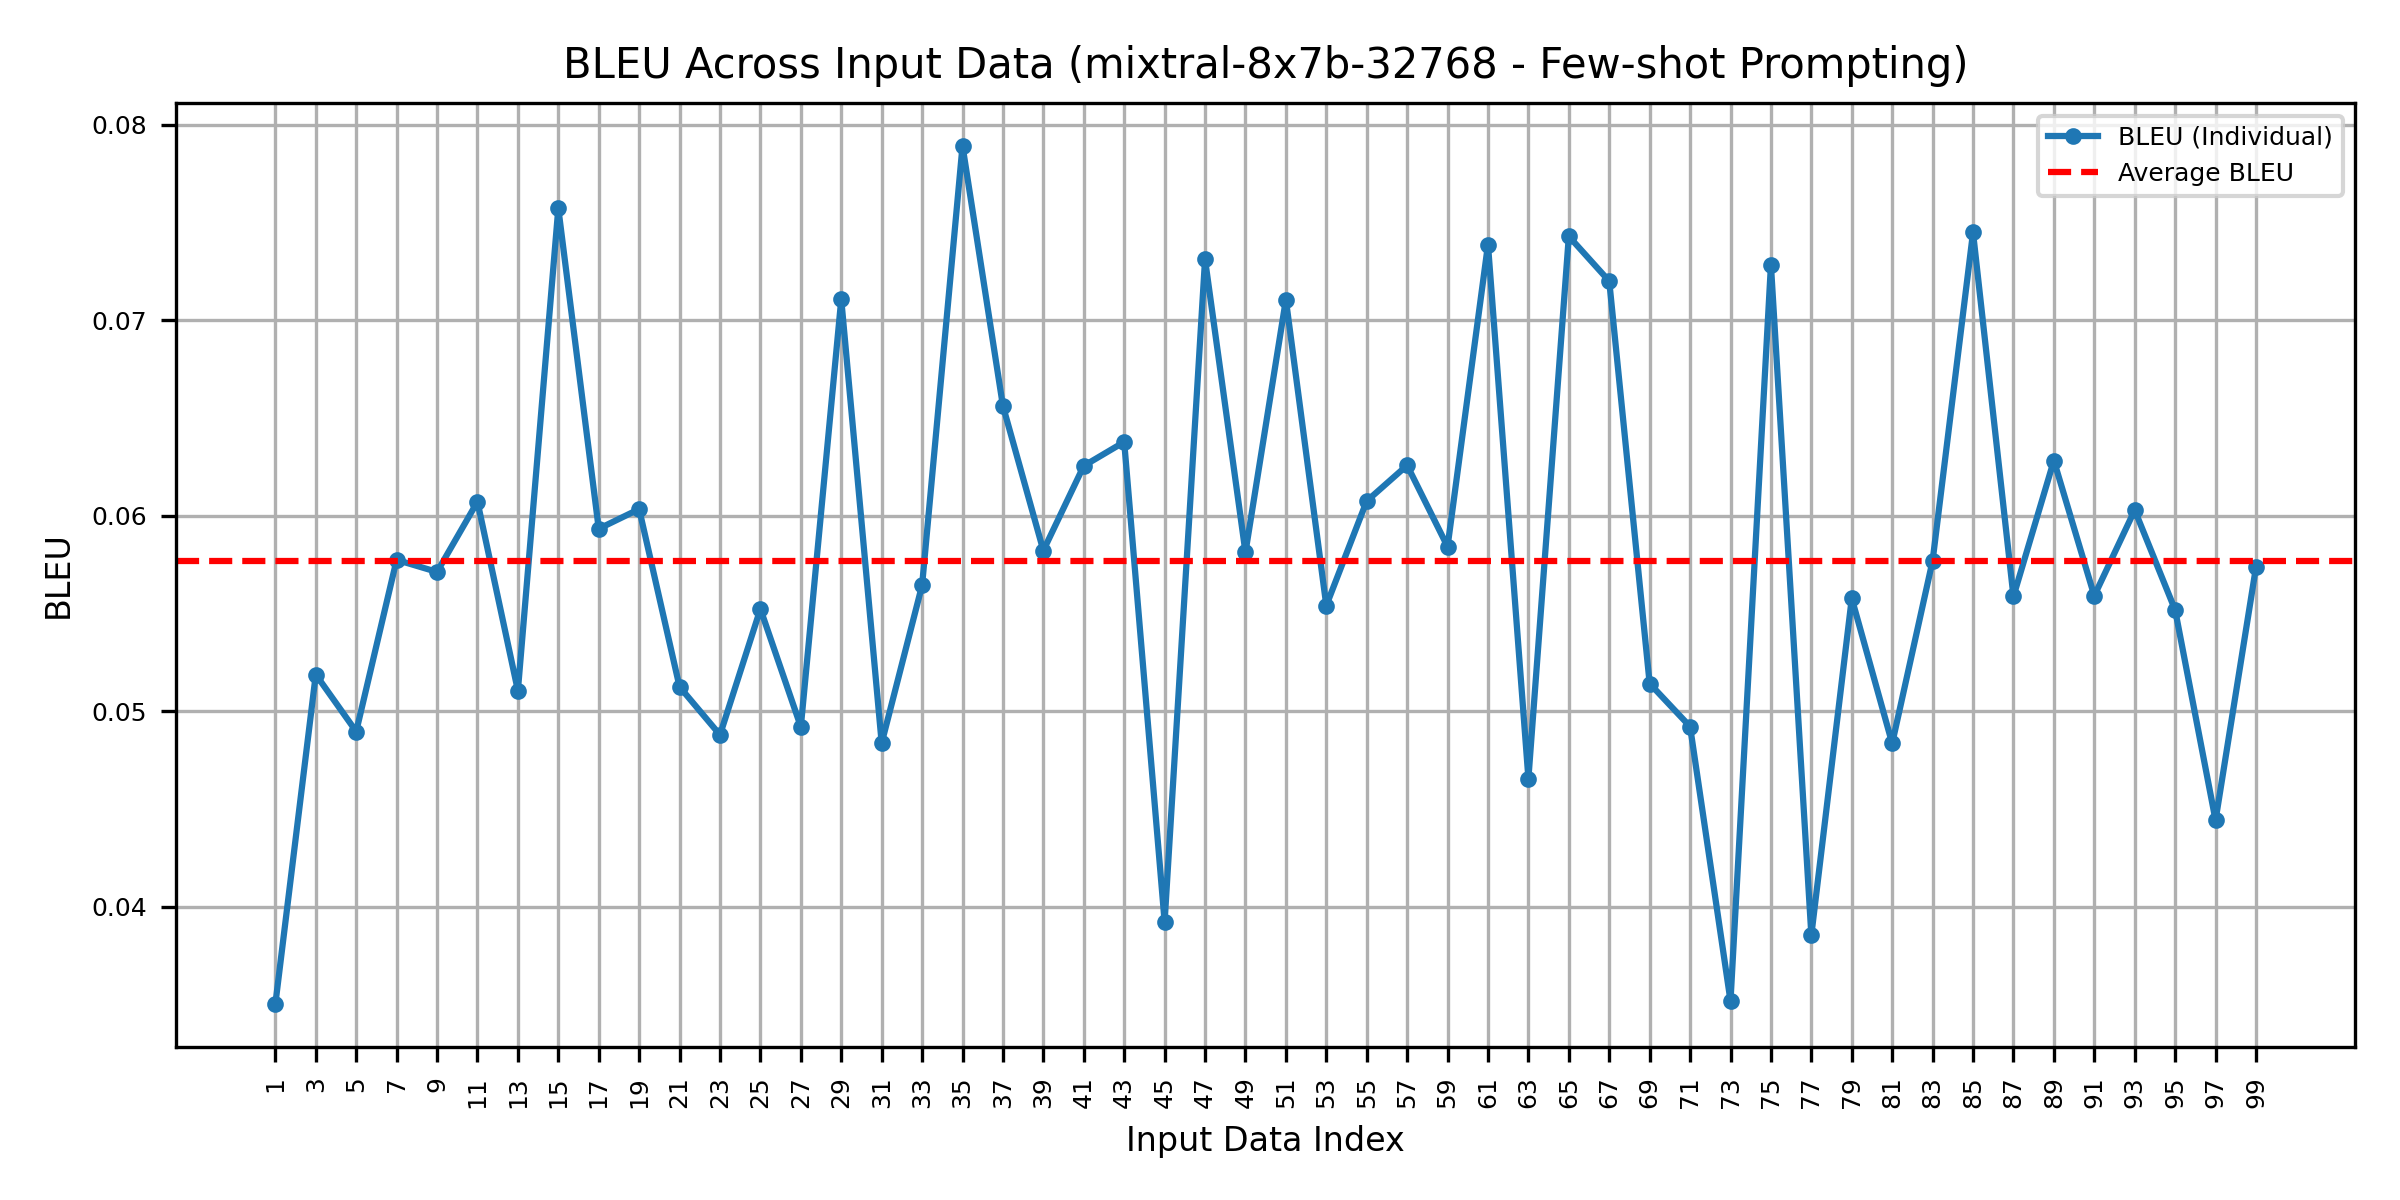 BLEU Across Input Data (mixtral-8x7b-32768 - Few-shot Prompting)
BLEU (Individual)
Average BLEU
0.08
0.07
0.06
0.05
0.04
BLEU
1 3 5 7 9 11 13 15 17 19 21 23 25 27 29 31 33 35 37 39 41 43 45 47 49 51 53 55 57 59 61 63 65 67 69 71 73 75 77 79 81 83 85 87 89 91 93 95 97 99
Input Data Index